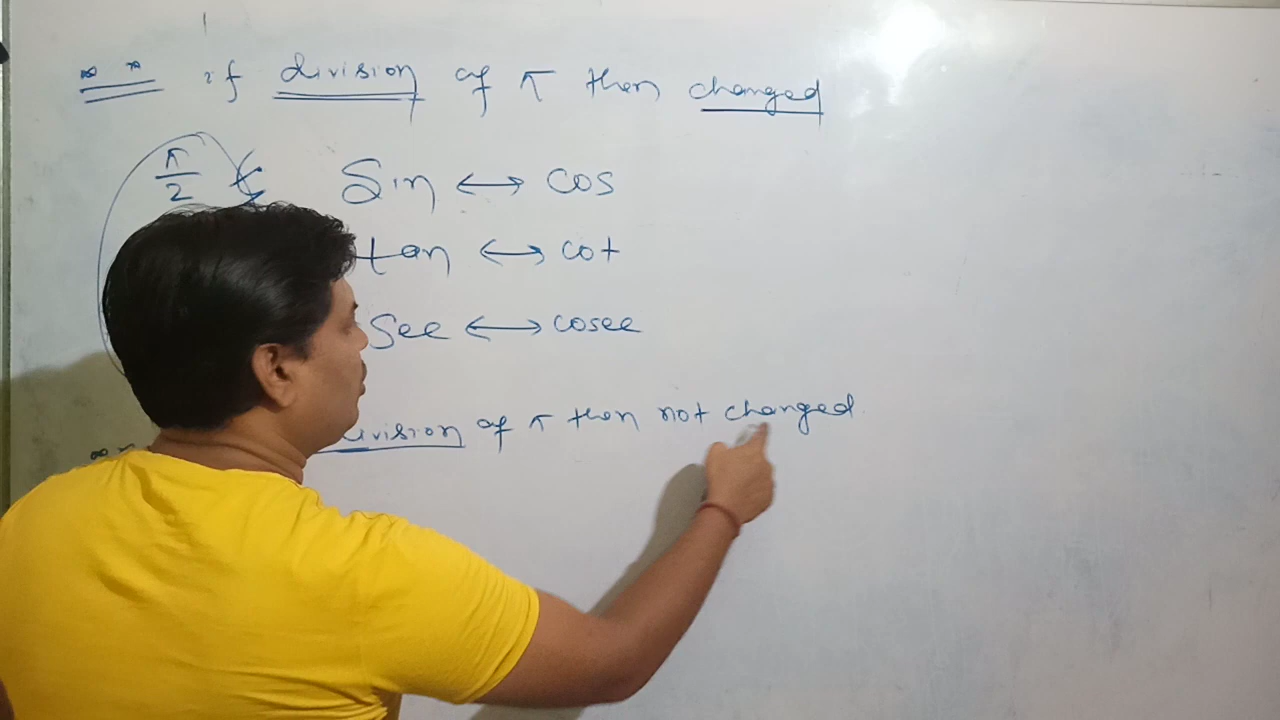 ** if division of π then changed
π/2 Sin ↔ cos
tan ↔ cot
Sec ↔ cosec
division of π then not changed